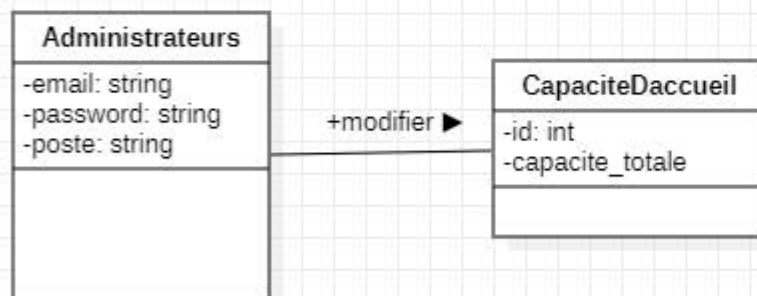 Administrateurs
-email: string
-password: string
-poste: string
+modifier ▶
CapaciteDaccueil
-id: int
-capacite_totale